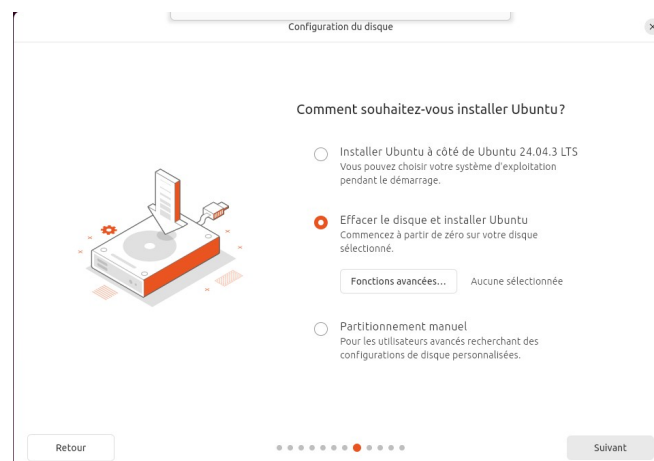 Configuration du disque
Comment souhaitez-vous installer Ubuntu?
Installer Ubuntu à côté de Ubuntu 24.04.3 LTS
Vous pouvez choisir votre système d'exploitation
pendant le démarrage.
Effacer le disque et installer Ubuntu
Commencez à partir de zéro sur votre disque
sélectionné.
Fonctions avancées... Aucune sélectionnée
Partitionnement manuel
Pour les utilisateurs avancés recherchant des
configurations de disque personnalisées.
Retour Suivant